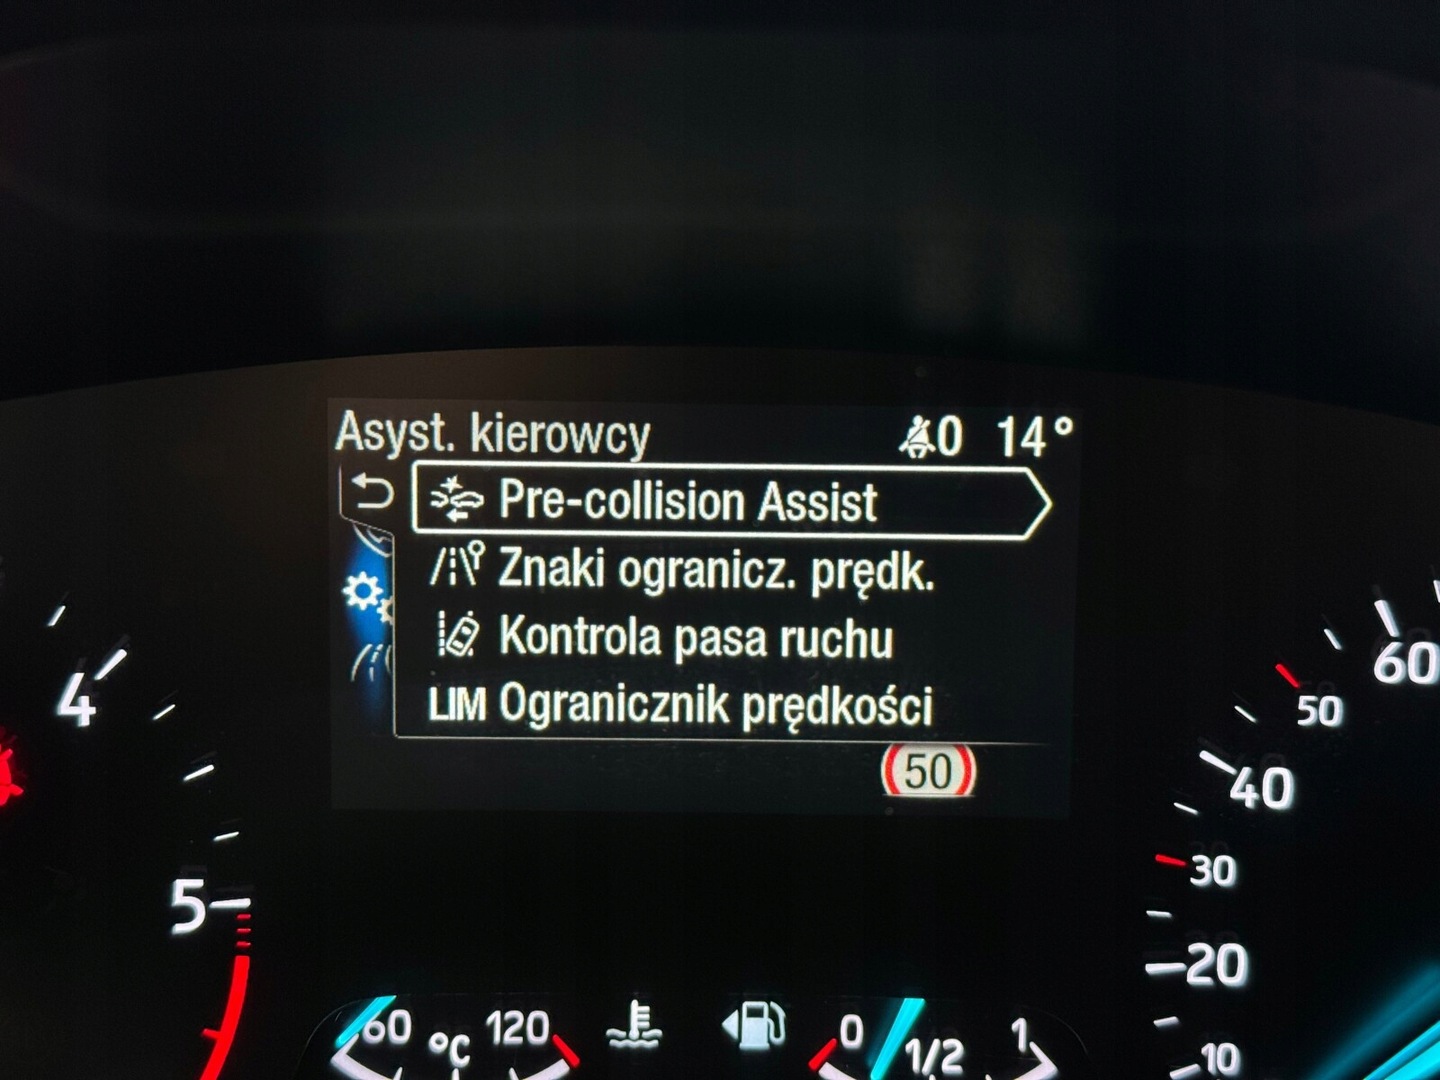 Asyst. kierowcy 0 14°
Pre-collision Assist
Znaki ogranicz. prędk.
Kontrola pasa ruchu
LIM Ogranicznik prędkości
50
4
5
60
50
40
30
20
10
60 °C 120
0 1/2 1